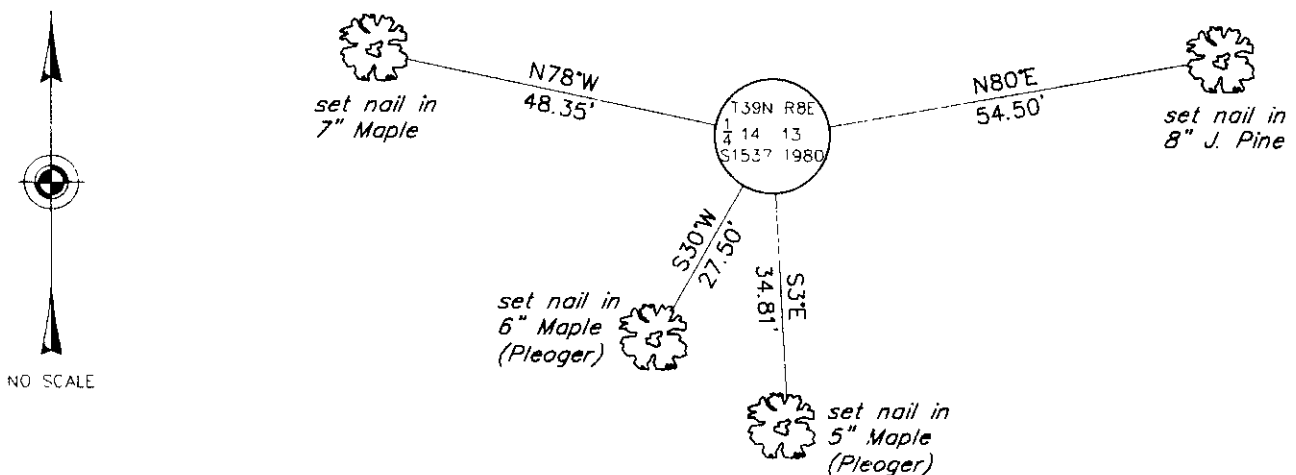 N78°W
48.35'
set nail in
7" Maple
T39N R8E
1/4 14 13
S1537 1980
N80°E
54.50'
set nail in
8" J. Pine
S30°W
27.50'
set nail in
6" Maple
(Pleoger)
S3°E
34.81'
set nail in
5" Maple
(Pleoger)
NO SCALE